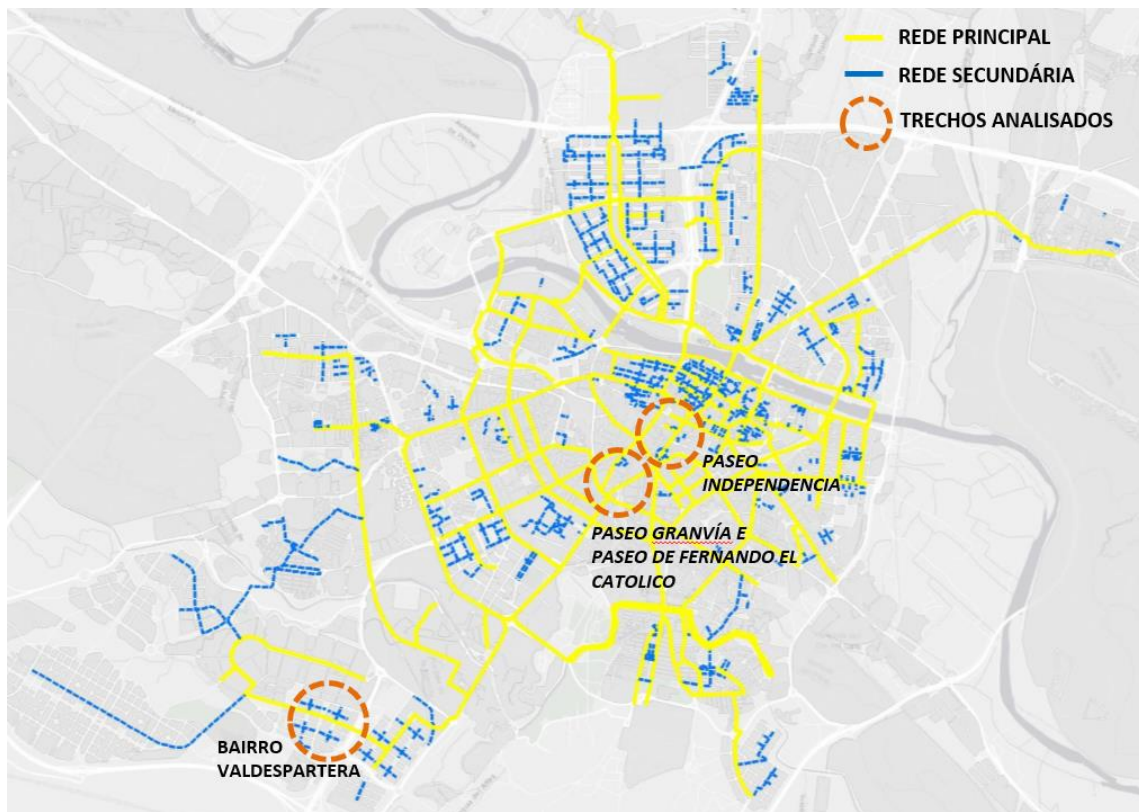 REDE PRINCIPAL
REDE SECUNDÁRIA
TRECHOS ANALISADOS
PASEO
INDEPENDENCIA
PASEO GRANVÍA E
PASEO DE FERNANDO EL
CATOLICO
BAIRRO
VALDESPARTERA